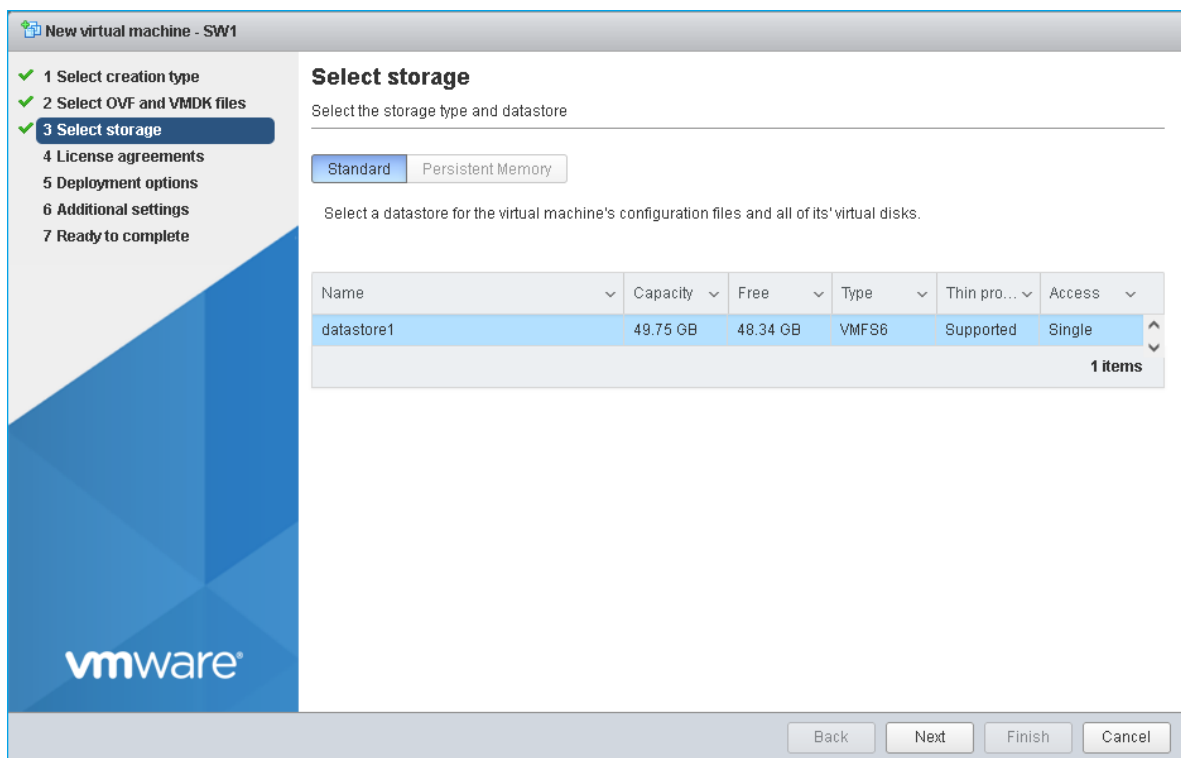 New virtual machine - SW1
1 Select creation type
2 Select OVF and VMDK files
3 Select storage
4 License agreements
5 Deployment options
6 Additional settings
7 Ready to complete
vmware®
Select storage
Select the storage type and datastore
Standard Persistent Memory
Select a datastore for the virtual machine's configuration files and all of its' virtual disks.
Name Capacity Free Type Thin pro... Access
datastore1 49.75 GB 48.34 GB VMFS6 Supported Single
1 items
Back Next Finish Cancel